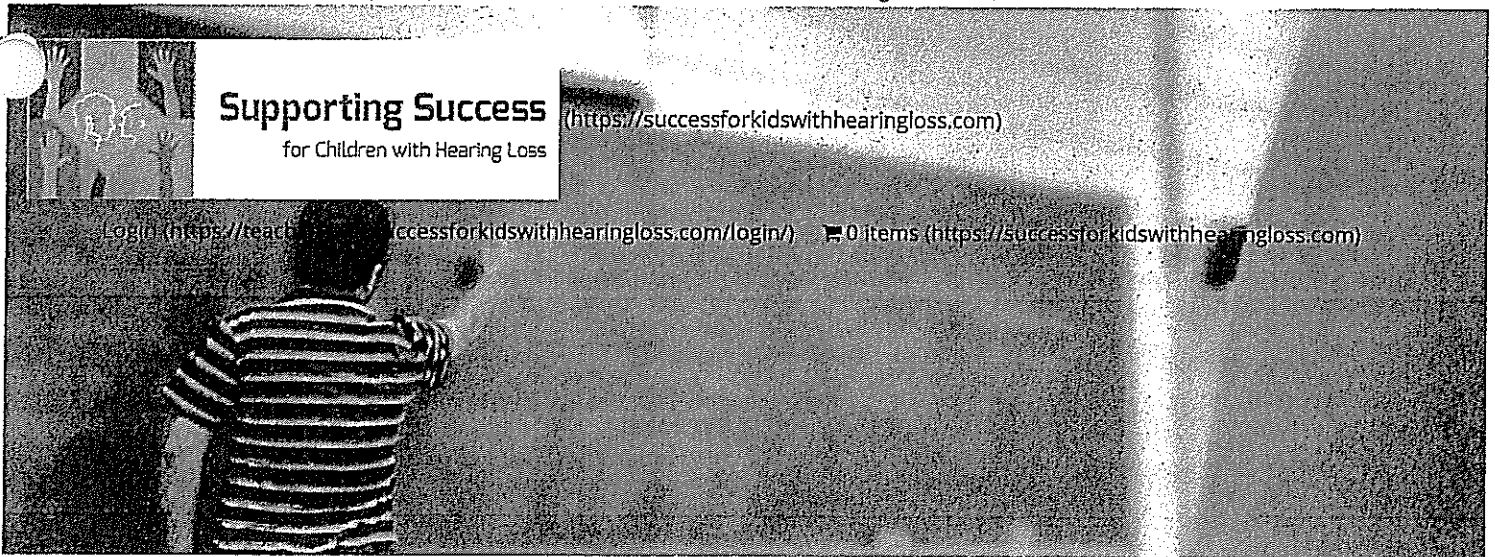 Supporting Success
for Children with Hearing Loss
(https://successforkidswithhearingloss.com)
Login (https://teach ccessforkidswithhearingloss.com/login/) 0 items (https://successforkidswithhearingloss.com)